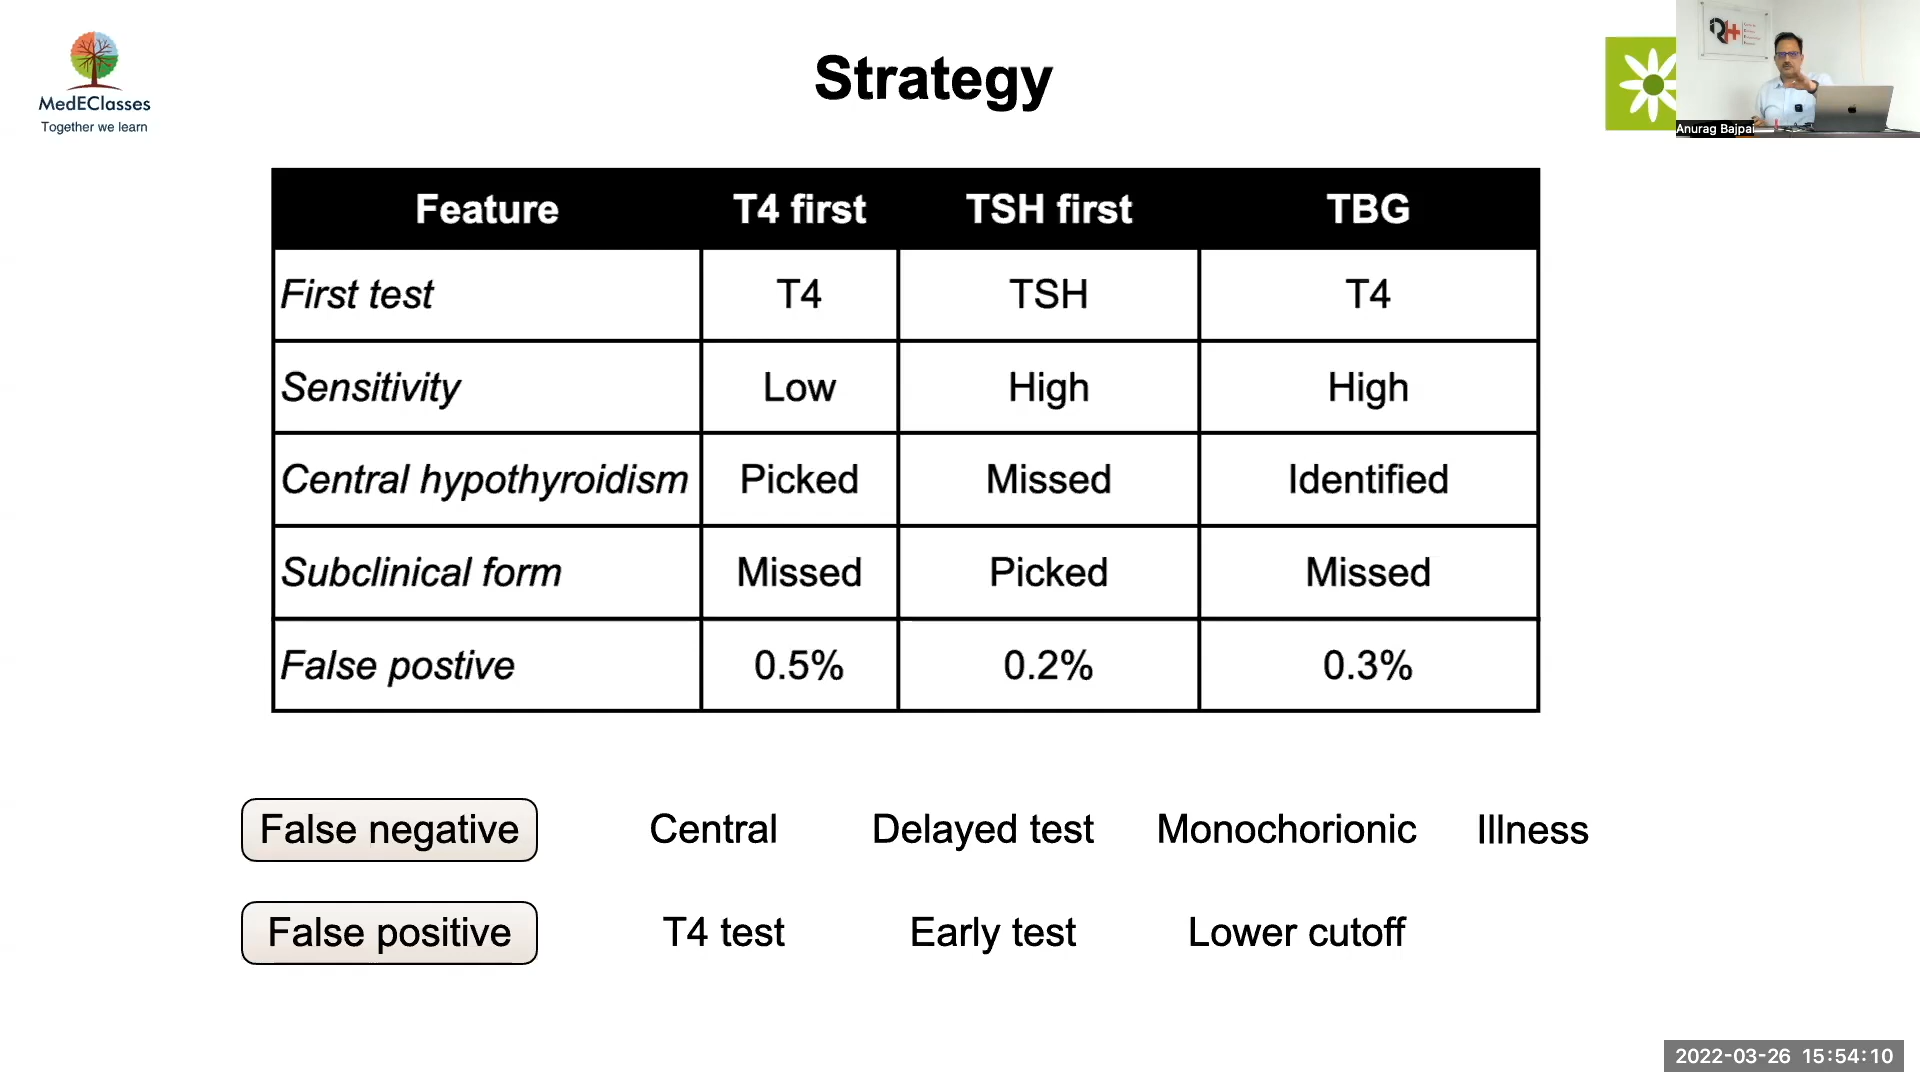 MedEClasses
Together we learn
Strategy
Anurag Bajpai
Feature T4 first TSH first TBG
First test T4 TSH T4
Sensitivity Low High High
Central hypothyroidism Picked Missed Identified
Subclinical form Missed Picked Missed
False postive 0.5% 0.2% 0.3%
False negative Central Delayed test Monochorionic Illness
False positive T4 test Early test Lower cutoff
2022-03-26 15:54:10